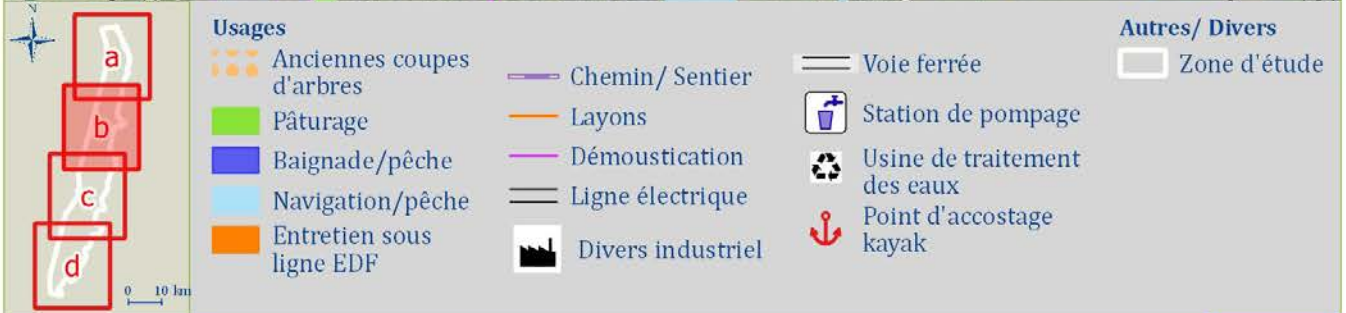 N
a
b
c
d
0 10 km
Usages
Anciennes coupes
d'arbres
Pâturage
Baignade/pêche
Navigation/pêche
Entretien sous
ligne EDF
Chemin/ Sentier
Layons
Démoustication
Ligne électrique
Divers industriel
Voie ferrée
Station de pompage
Usine de traitement
des eaux
Point d'accostage
kayak
Autres/ Divers
Zone d'étude